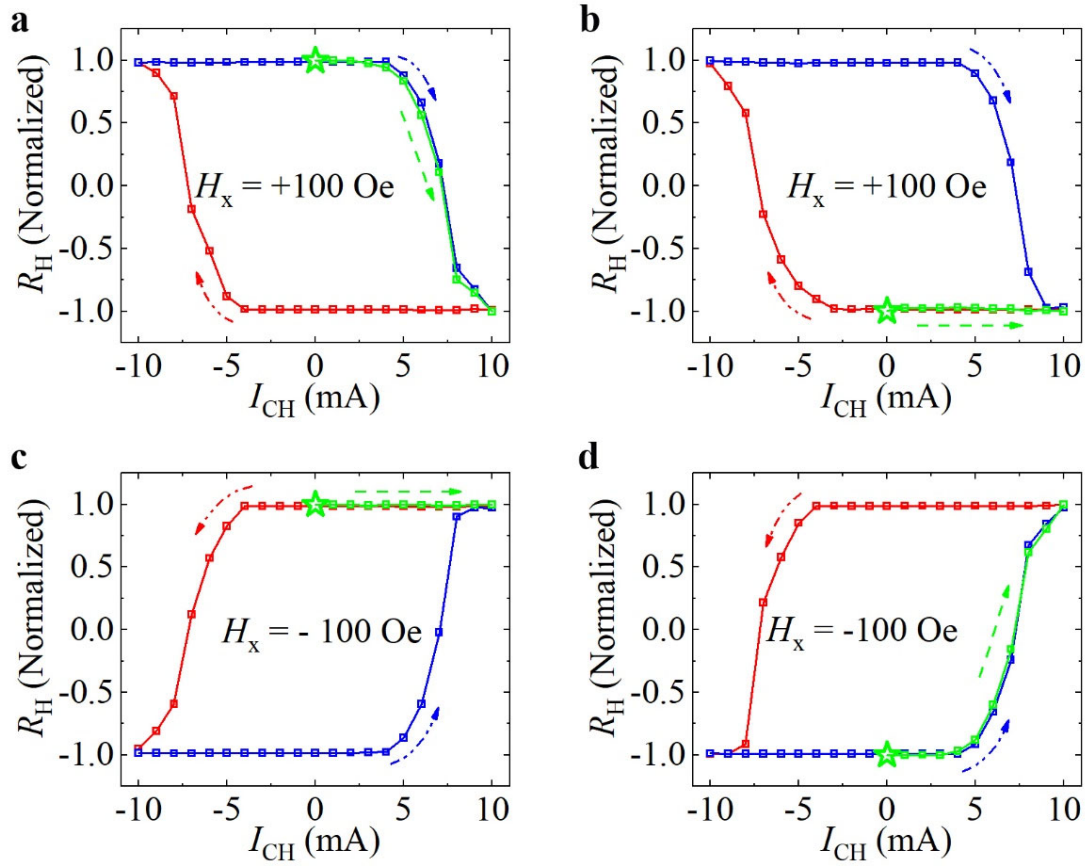 a
1.0
0.5
0.0
-0.5
-1.0
R_H (Normalized)
H_x = +100 Oe
-10 -5 0 5 10
I_CH (mA)
b
1.0
0.5
0.0
-0.5
-1.0
R_H (Normalized)
H_x = +100 Oe
-10 -5 0 5 10
I_CH (mA)
c
1.0
0.5
0.0
-0.5
-1.0
R_H (Normalized)
H_x = - 100 Oe
-10 -5 0 5 10
I_CH (mA)
d
1.0
0.5
0.0
-0.5
-1.0
R_H (Normalized)
H_x = -100 Oe
-10 -5 0 5 10
I_CH (mA)